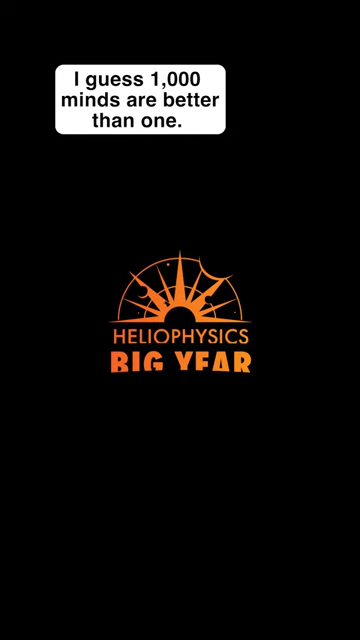 I guess 1,000
minds are better
than one.
HELIOPHYSICS
BIG YEAR